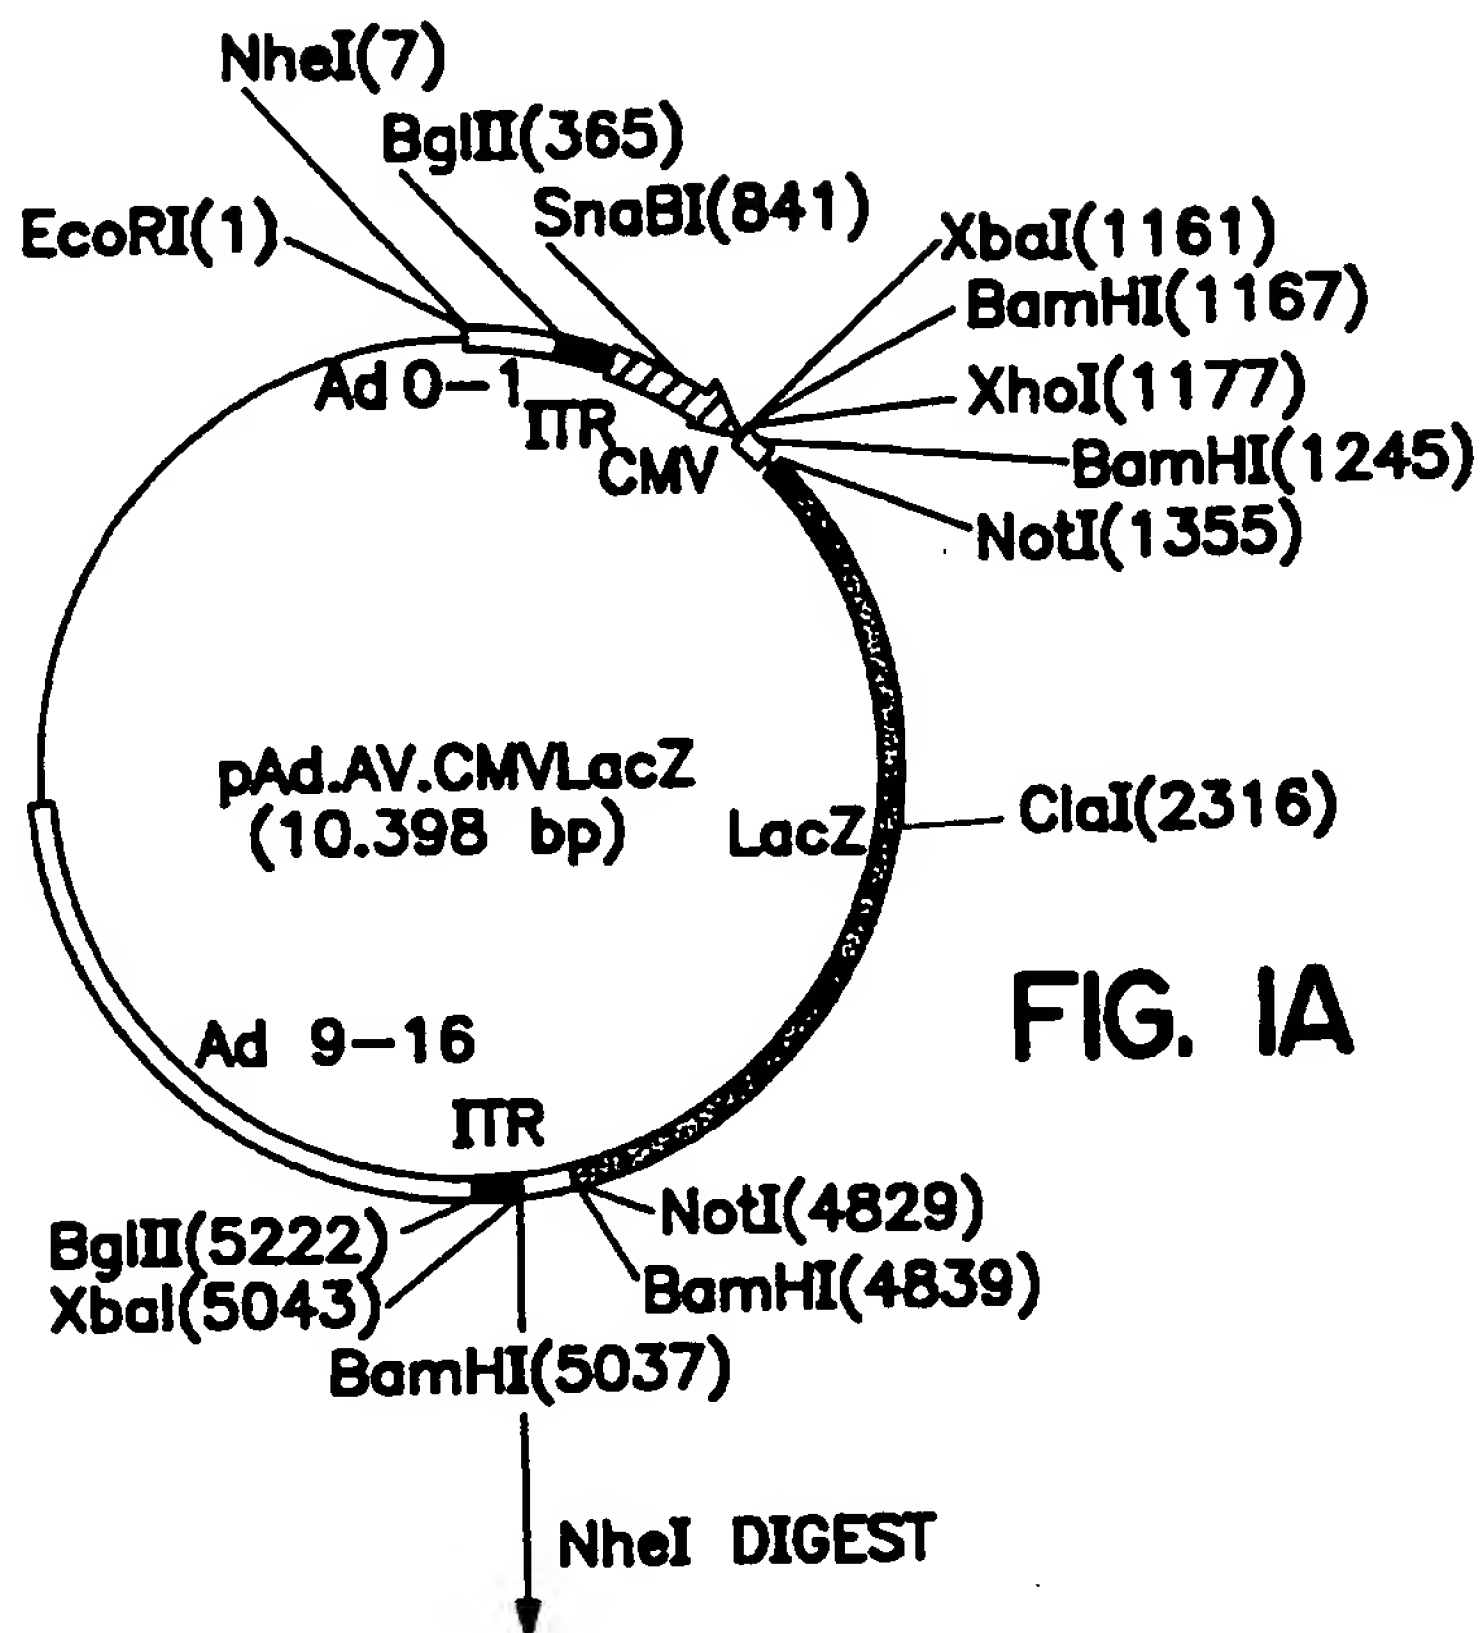 NheI(7)
BglII(365)
SnaBI(841)
EcoRI(1)
XbaI(1161)
BamHI(1167)
XhoI(1177)
BamHI(1245)
NotI(1355)
Ad 0-1
ITR
CMV
pAd.AV.CMVLacZ
(10.398 bp)
LacZ
ClaI(2316)
FIG. 1A
Ad 9-16
ITR
NotI(4829)
BglII(5222)
BamHI(4839)
XbaI(5043)
BamHI(5037)
NheI DIGEST